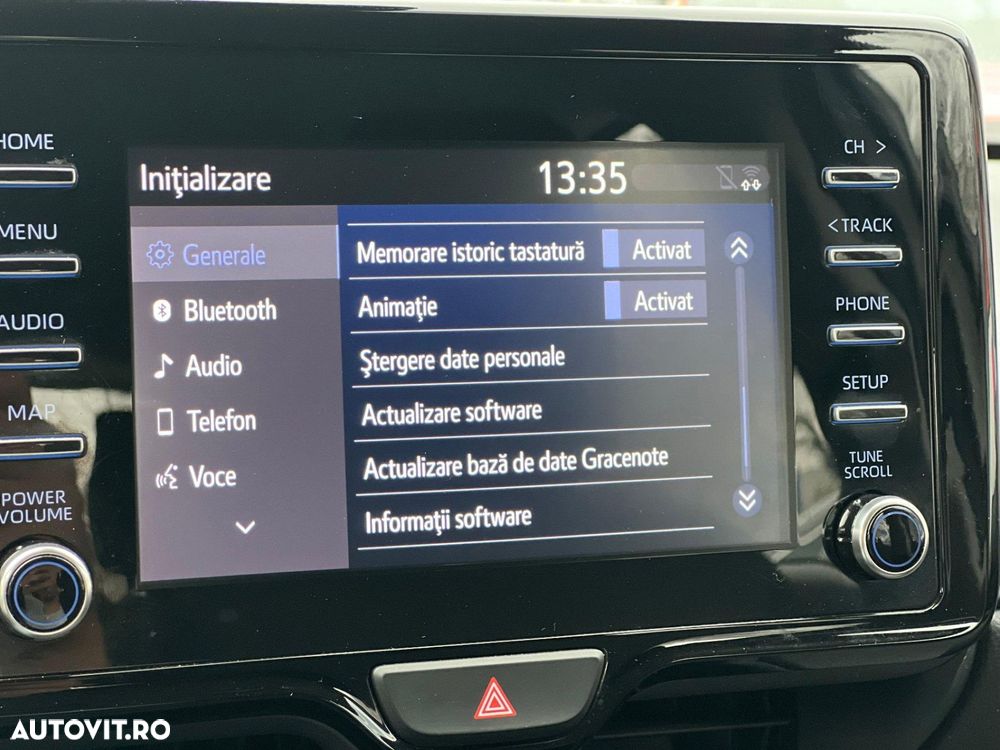 HOME
MENU
AUDIO
MAP
POWER
VOLUME
Iniţializare
13:35
Generale
Bluetooth
Audio
Telefon
Voce
Memorare istoric tastatură
Activat
Animaţie
Activat
Ştergere date personale
Actualizare software
Actualizare bază de date Gracenote
Informaţii software
CH >
< TRACK
PHONE
SETUP
TUNE
SCROLL
AUTOVIT.RO